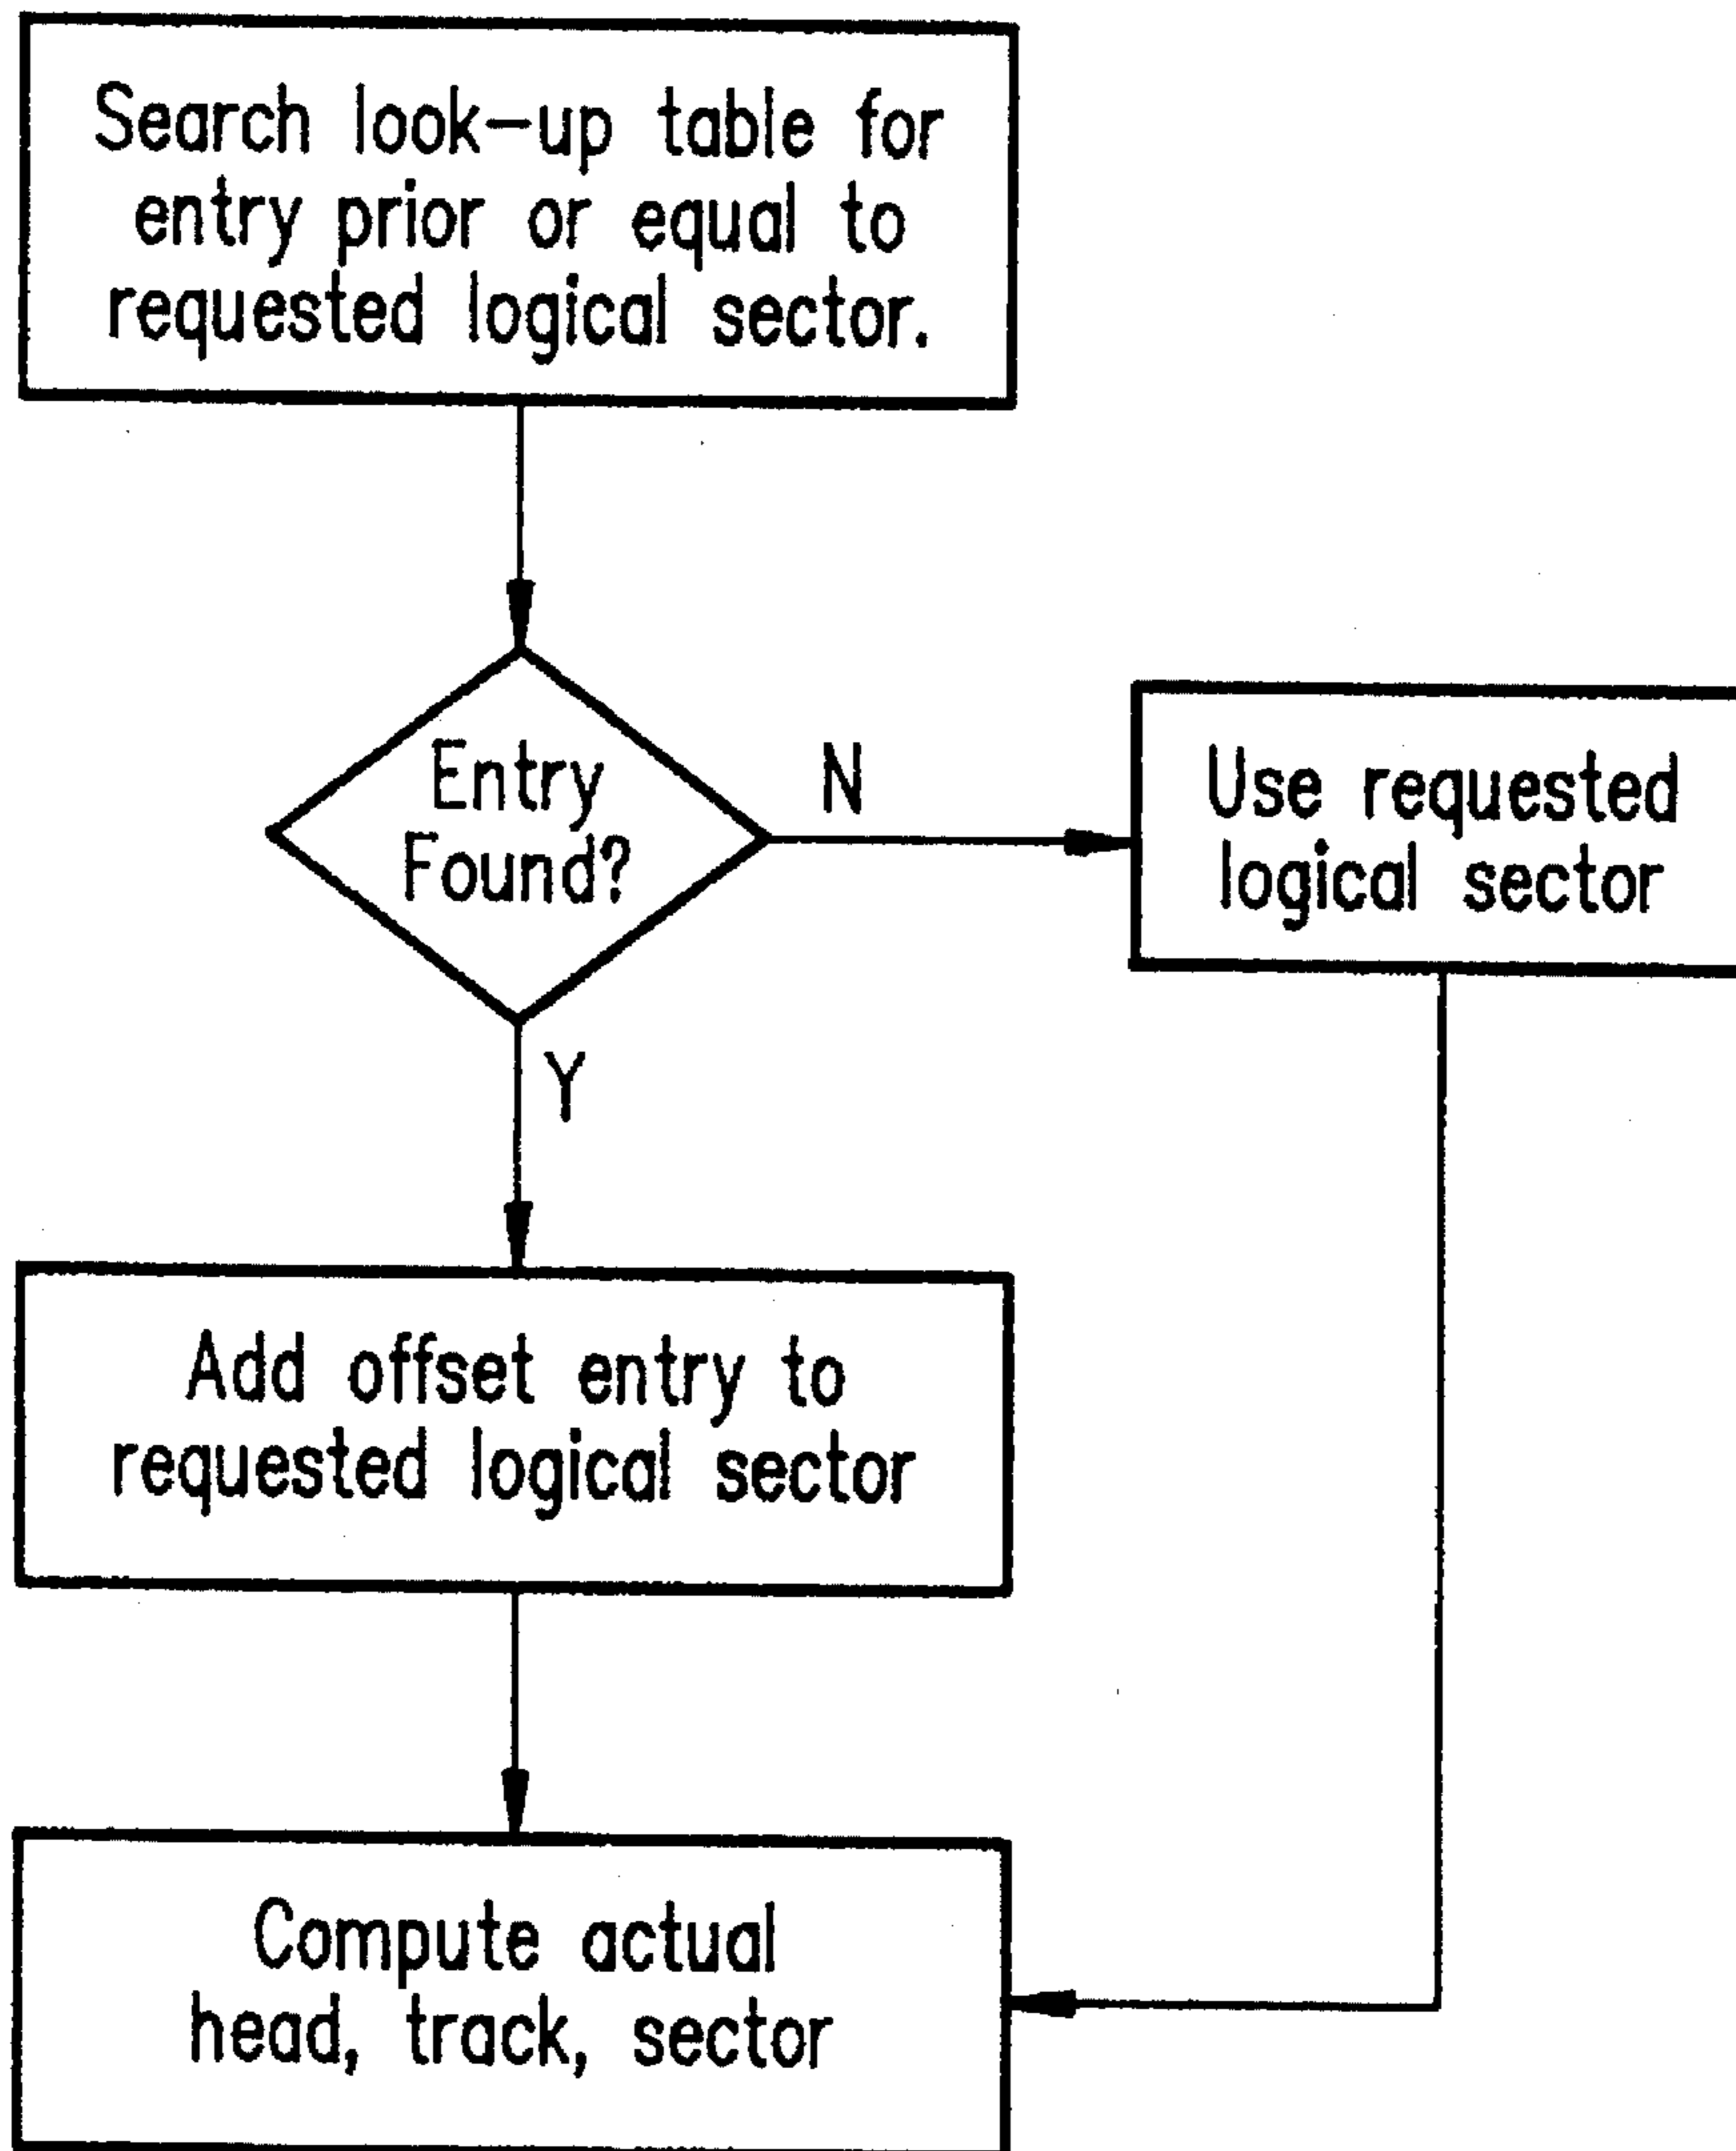 Search look-up table for
entry prior or equal to
requested logical sector.
Entry
Found?
N
Use requested
logical sector
Y
Add offset entry to
requested logical sector
Compute actual
head, track, sector